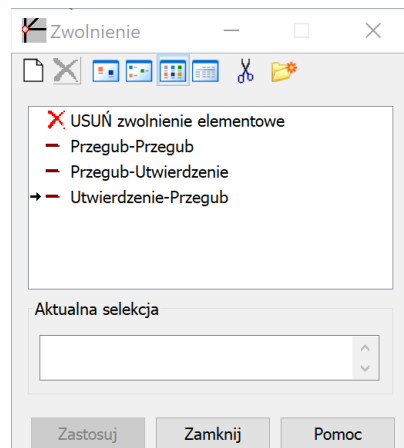 Zwolnienie
USUŃ zwolnienie elementowe
Przegub-Przegub
Przegub-Utwierdzenie
Utwierdzenie-Przegub
Aktualna selekcja
Zastosuj
Zamknij
Pomoc